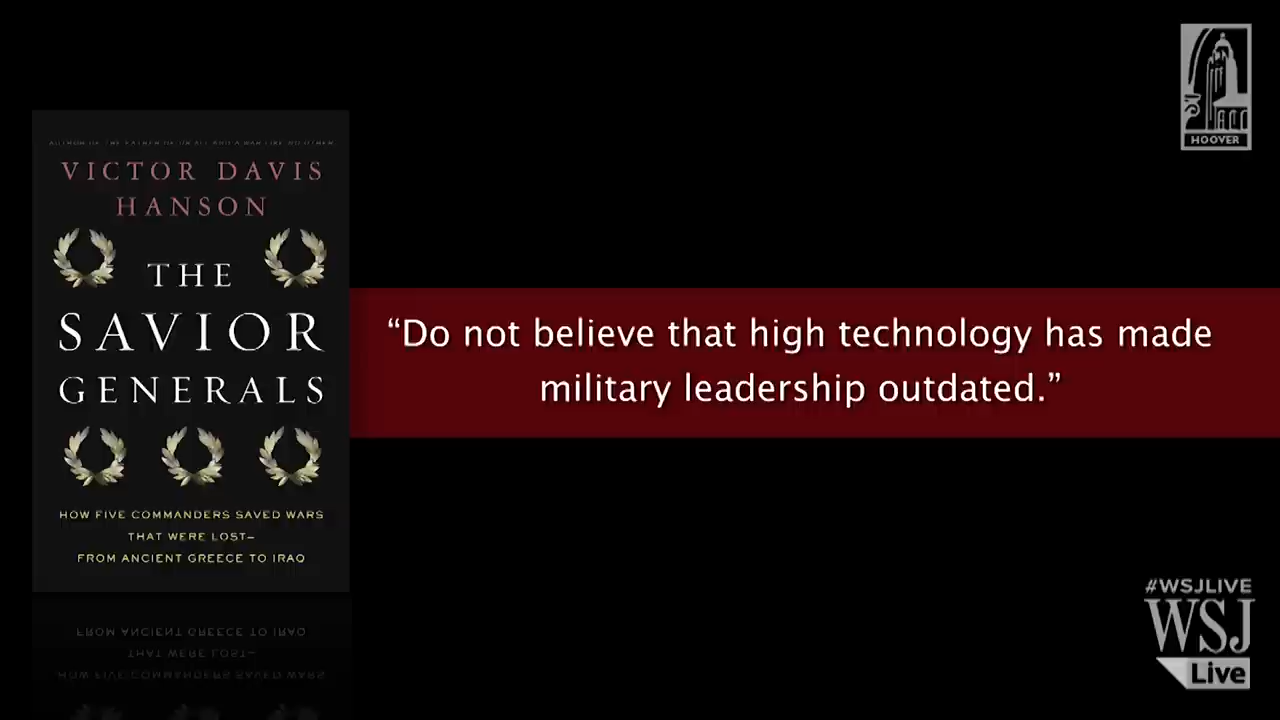 VICTOR DAVIS
HANSON
THE
SAVIOR
GENERALS
HOW FIVE COMMANDERS SAVED WARS
THAT WERE LOST—
FROM ANCIENT GREECE TO IRAQ
“Do not believe that high technology has made
military leadership outdated.”
HOOVER
#WSJLIVE
WSJ
Live